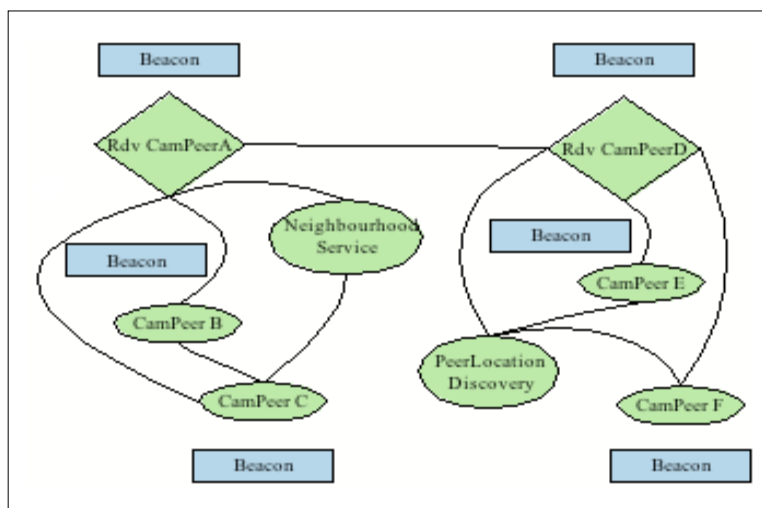 Beacon
Beacon
Rdv CamPeerA
Rdv CamPeerD
Neighbourhood
Service
Beacon
Beacon
CamPeer E
CamPeer B
PeerLocation
Discovery
CamPeer C
CamPeer F
Beacon
Beacon